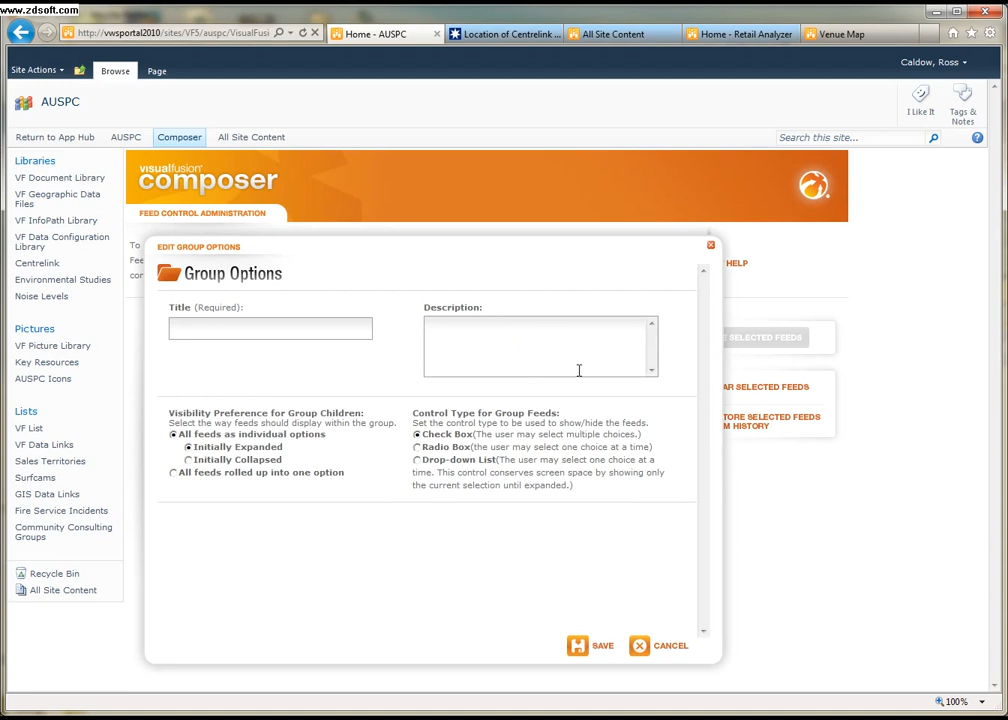 www.zdsoft.com
http://vwsportal2010/sites/VF5/auspc/VisualFusi
Home - AUSPC
Location of Centrelink ...
All Site Content
Home - Retail Analyzer
Venue Map
Site Actions
Browse
Page
Caldow, Ross
AUSPC
I Like It
Tags &
Notes
Return to App Hub
AUSPC
Composer
All Site Content
Search this site...
Libraries
VF Document Library
VF Geographic Data
Files
VF InfoPath Library
VF Data Configuration
Library
Centrelink
Environmental Studies
Noise Levels
Pictures
VF Picture Library
Key Resources
AUSPC Icons
Lists
VF List
VF Data Links
Sales Territories
Surfcams
GIS Data Links
Fire Service Incidents
Community Consulting
Groups
Recycle Bin
All Site Content
visualfusion
composer
FEED CONTROL ADMINISTRATION
To
Fee
con
HELP
E SELECTED FEEDS
AR SELECTED FEEDS
TORE SELECTED FEEDS
M HISTORY
EDIT GROUP OPTIONS
Group Options
Title (Required):
Description:
Visibility Preference for Group Children:
Select the way feeds should display within the group.
All feeds as individual options
Initially Expanded
Initially Collapsed
All feeds rolled up into one option
Control Type for Group Feeds:
Set the control type to be used to show/hide the feeds.
Check Box(The user may select multiple choices.)
Radio Box(the user may select one choice at a time)
Drop-down List(The user may select one choice at a
time. This control conserves screen space by showing only
the current selection until expanded.)
SAVE
CANCEL
100%